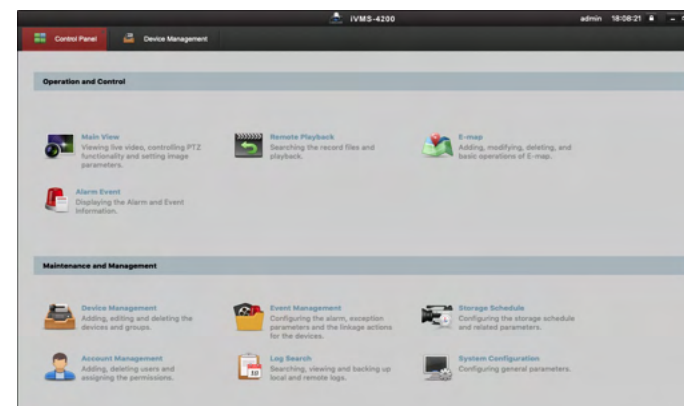 iVMS-4200
admin 18:08:21
Control Panel
Device Management
Operation and Control
Main View
Viewing live video, controlling PTZ
functionality and setting image
parameters.
Remote Playback
Searching the record files and
playback.
E-map
Adding, modifying, deleting, and
basic operations of E-map.
Alarm Event
Displaying the Alarm and Event
Information.
Maintenance and Management
Device Management
Adding, editing and deleting the
devices and groups.
Event Management
Configuring the alarm, exception
parameters and the linkage actions
for the devices.
Storage Schedule
Configuring the storage schedule
and related parameters.
Account Management
Adding, deleting users and
assigning the permissions.
Log Search
Searching, viewing and backing up
local and remote logs.
System Configuration
Configuring general parameters.